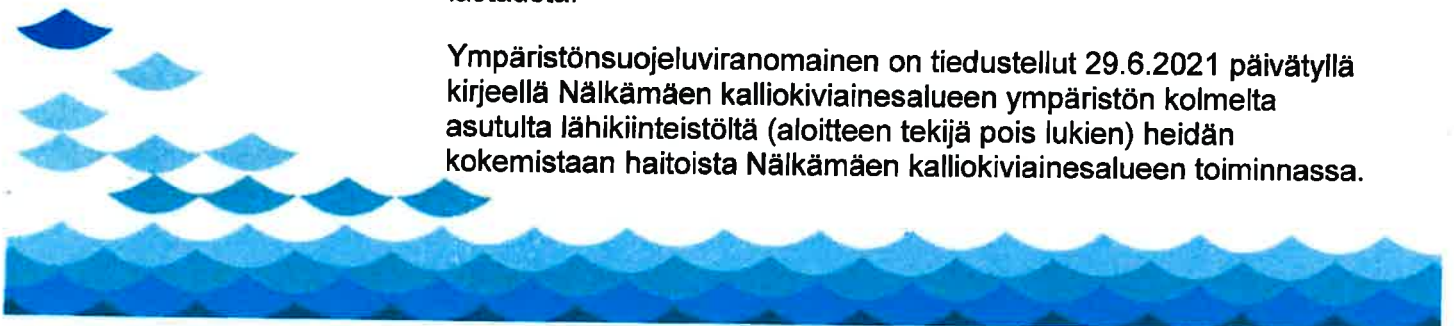 Ympäristönsuojeluviranomainen on tiedustellut 29.6.2021 päivätyllä
kirjeellä Nälkämäen kalliokiviainesalueen ympäristön kolmelta
asutulta lähikiinteistöltä (aloitteen tekijä pois lukien) heidän
kokemistaan haitoista Nälkämäen kalliokiviainesalueen toiminnassa.